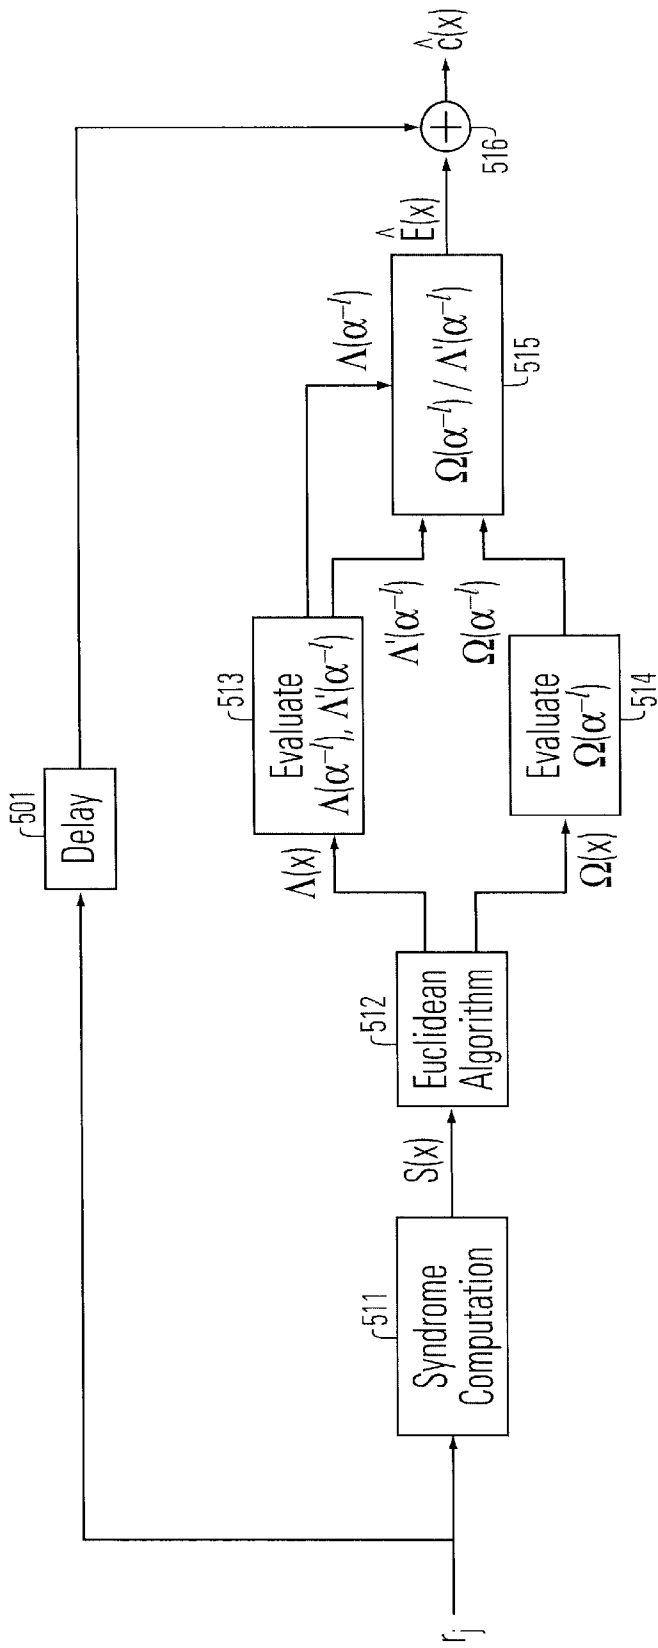 r_j
501
Delay
511
Syndrome
Computation
S(x)
512
Euclidean
Algorithm
Λ(x)
Ω(x)
513
Evaluate
Λ(α⁻ˡ), Λ'(α⁻ˡ)
Evaluate
Ω(α⁻ˡ)
514
Λ'(α⁻ˡ)
Ω(α⁻ˡ)
Λ(α⁻ˡ)
Ω(α⁻ˡ) / Λ'(α⁻ˡ)
515
Ê(x)
+
516
ĉ(x)